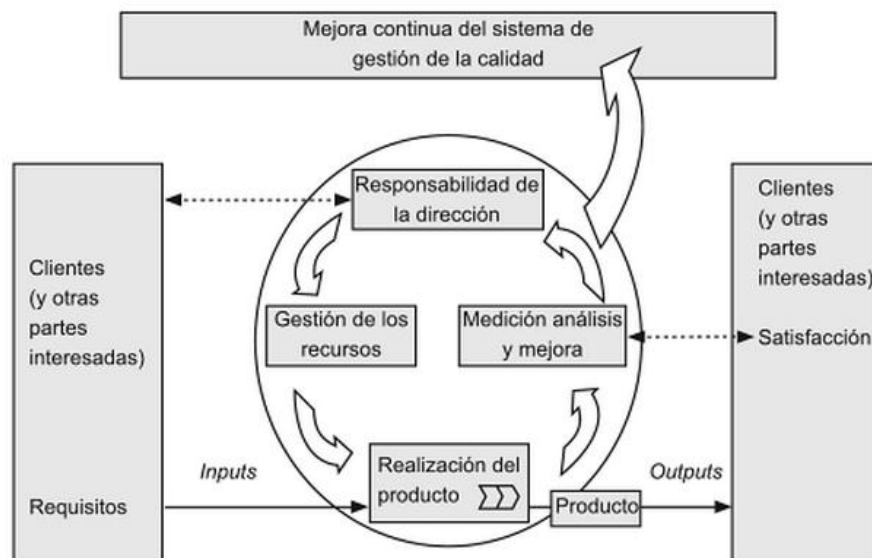 Mejora continua del sistema de
gestión de la calidad
Responsabilidad de
la dirección
Clientes
(y otras
partes
interesadas)
Clientes
(y otras
partes
interesadas)
Gestión de los
recursos
Medición análisis
y mejora
Satisfacción
Inputs
Realización del
producto
Outputs
Requisitos
Producto